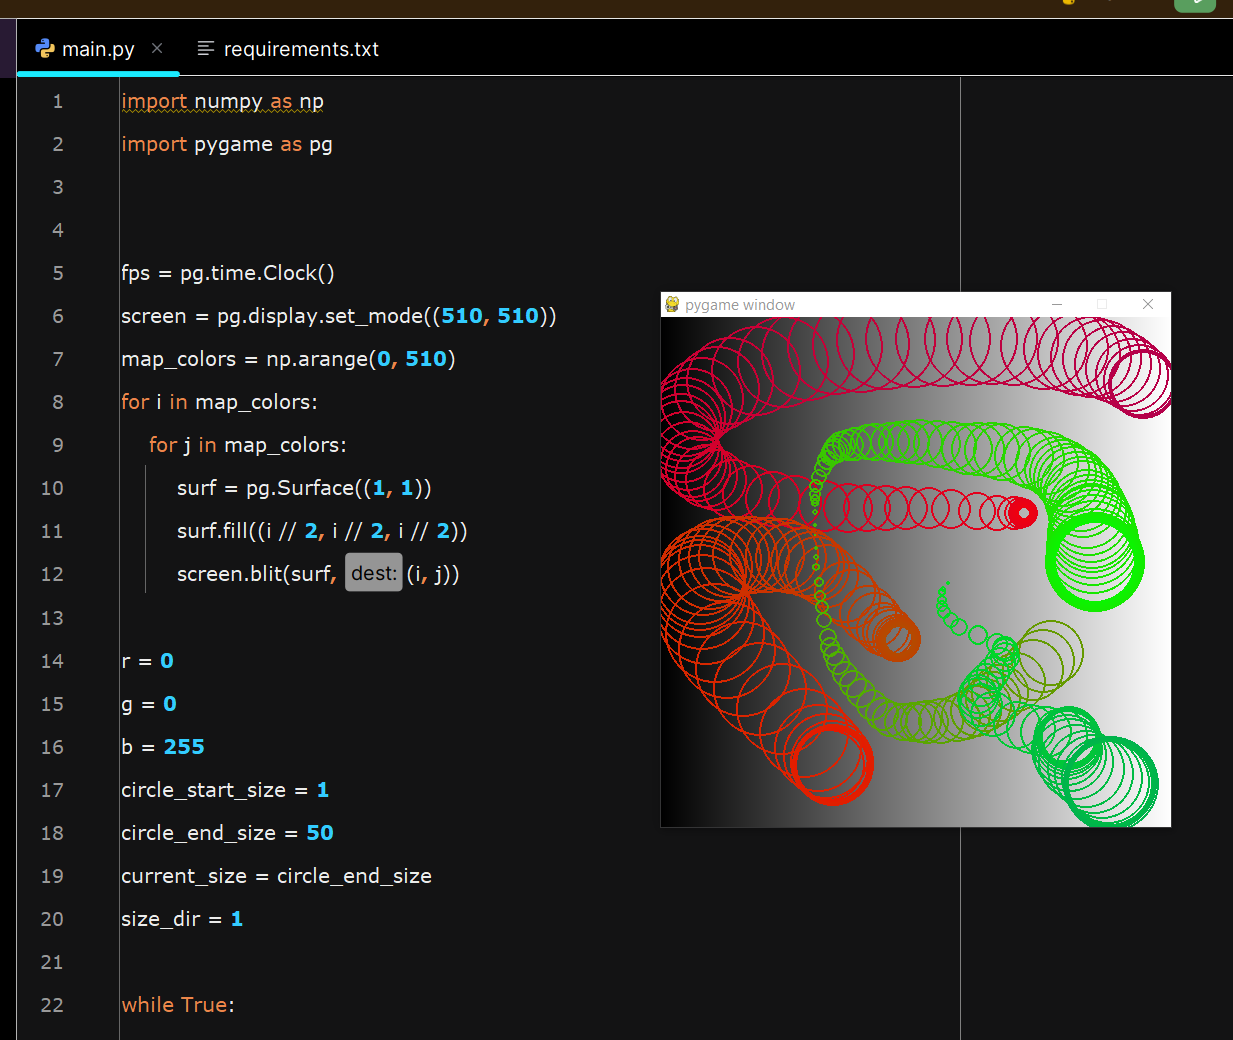 main.py requirements.txt
1 import numpy as np
2 import pygame as pg
3
4
5 fps = pg.time.Clock()
6 screen = pg.display.set_mode((510, 510))
7 map_colors = np.arange(0, 510)
8 for i in map_colors:
9 for j in map_colors:
10 surf = pg.Surface((1, 1))
11 surf.fill((i // 2, i // 2, i // 2))
12 screen.blit(surf, dest: (i, j))
13
14 r = 0
15 g = 0
16 b = 255
17 circle_start_size = 1
18 circle_end_size = 50
19 current_size = circle_end_size
20 size_dir = 1
21
22 while True:
pygame window